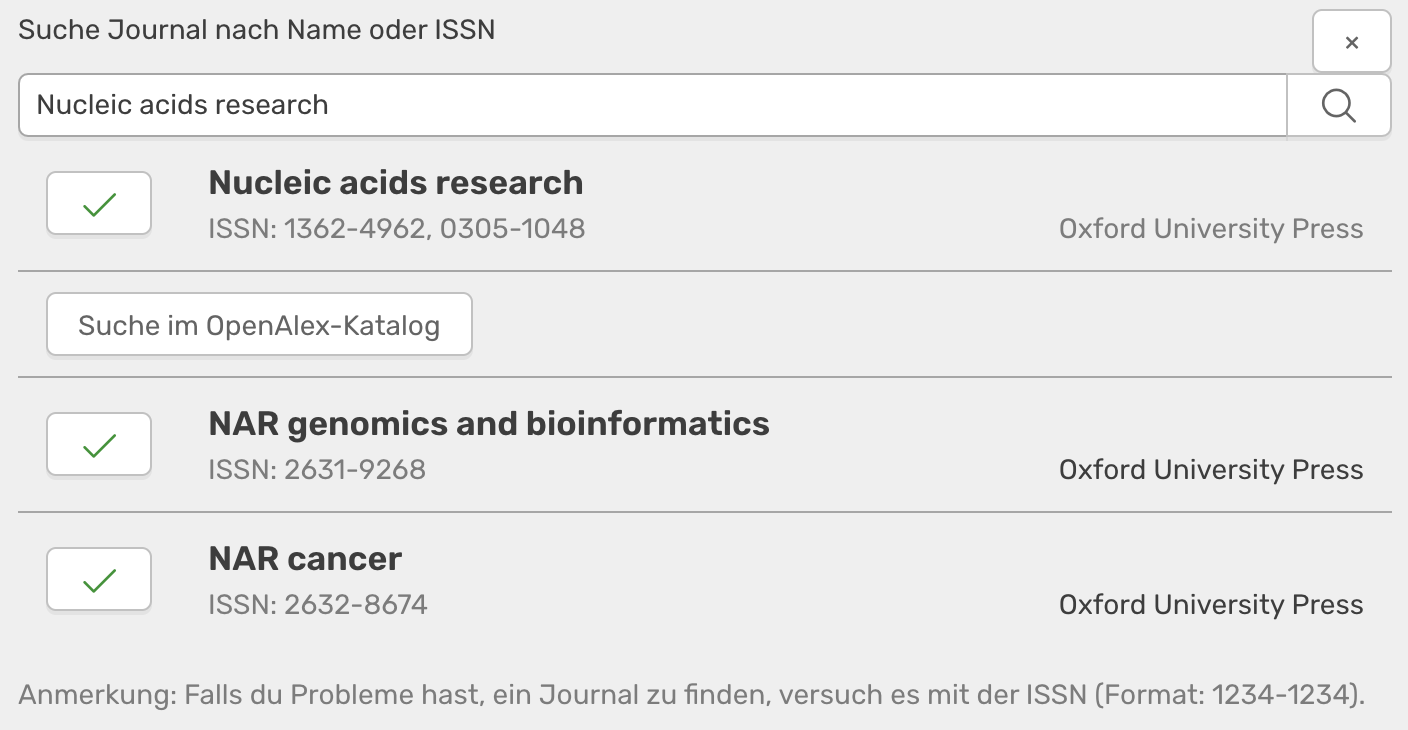 Suche Journal nach Name oder ISSN
×
Nucleic acids research
Nucleic acids research
ISSN: 1362-4962, 0305-1048
Oxford University Press
Suche im OpenAlex-Katalog
NAR genomics and bioinformatics
ISSN: 2631-9268
Oxford University Press
NAR cancer
ISSN: 2632-8674
Oxford University Press
Anmerkung: Falls du Probleme hast, ein Journal zu finden, versuch es mit der ISSN (Format: 1234-1234).